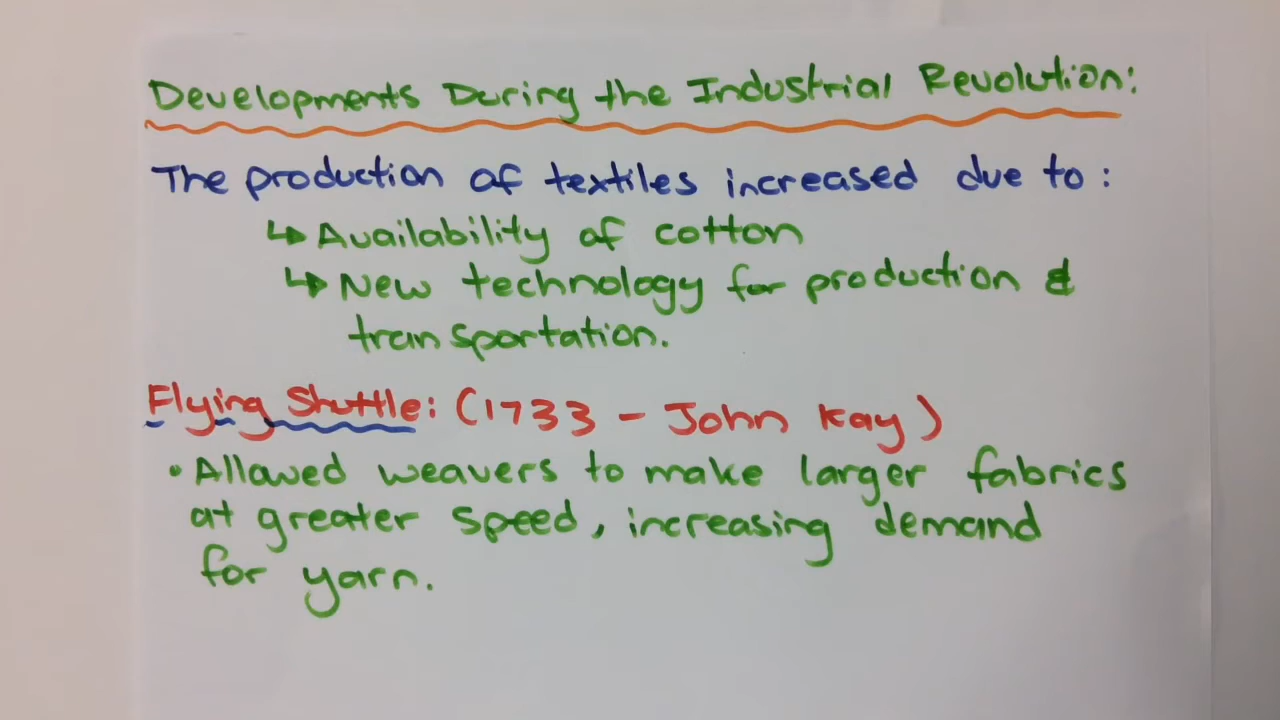 Developments During the Industrial Revolution:
The production of textiles increased due to:
↳ Availability of cotton
↳ New technology for production &
transportation.
Flying Shuttle: (1733 - John Kay)
• Allowed weavers to make larger fabrics
at greater speed, increasing demand
for yarn.